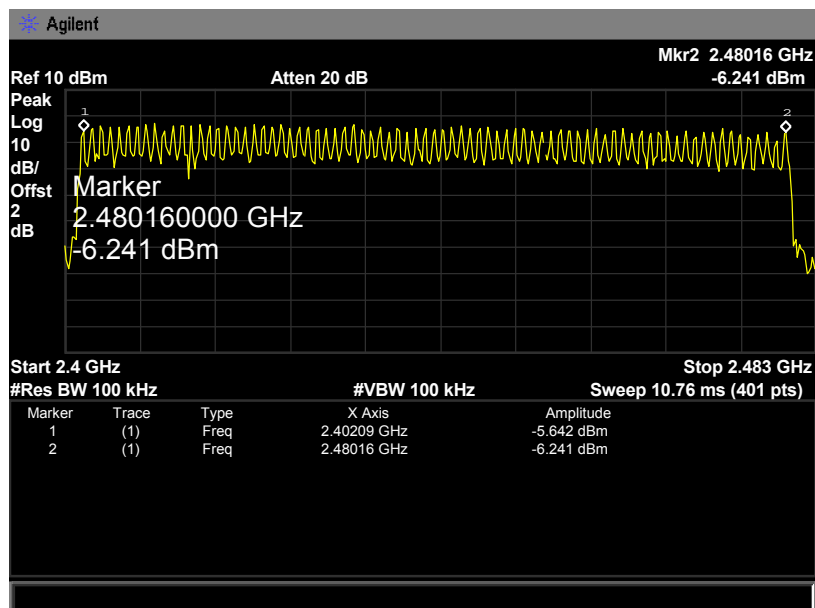 Agilent
Mkr2 2.48016 GHz
Ref 10 dBm Atten 20 dB -6.241 dBm
Peak
Log
10
dB/
Offst
2
dB
1
2
Marker
2.480160000 GHz
-6.241 dBm
Start 2.4 GHz Stop 2.483 GHz
#Res BW 100 kHz #VBW 100 kHz Sweep 10.76 ms (401 pts)
Marker Trace Type X Axis Amplitude
1 (1) Freq 2.40209 GHz -5.642 dBm
2 (1) Freq 2.48016 GHz -6.241 dBm